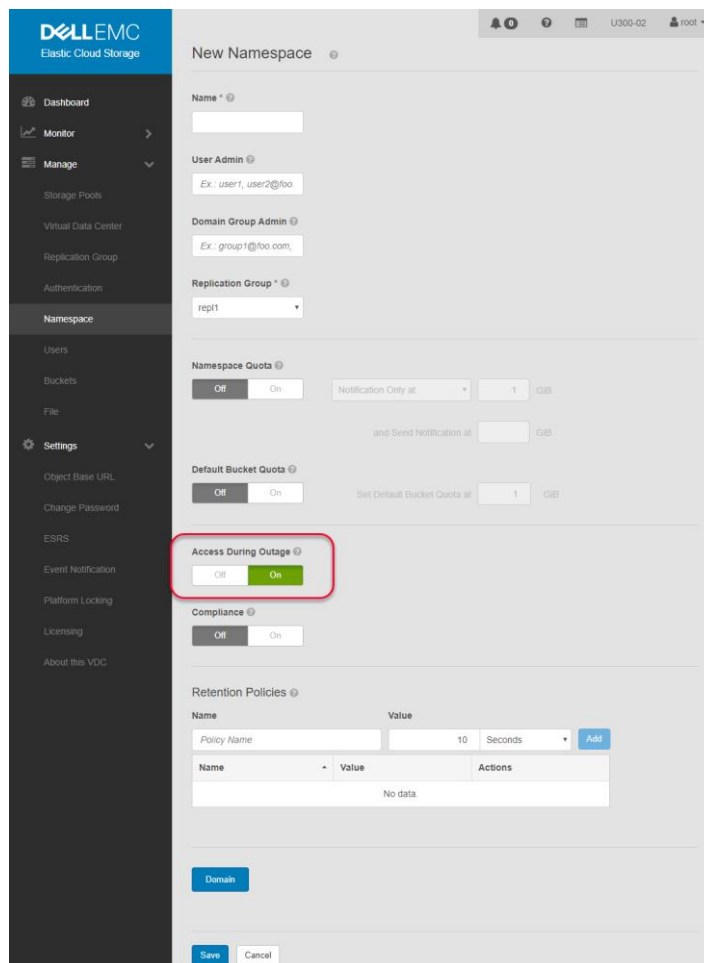 DELLEMC
Elastic Cloud Storage
0
U300-02
root
New Namespace
Dashboard
Monitor
Manage
Storage Pools
Virtual Data Center
Replication Group
Authentication
Namespace
Users
Buckets
File
Settings
Object Base URL
Change Password
ESRS
Event Notification
Platform Locking
Licensing
About this VDC
Name *
User Admin
Ex.: user1, user2@foo.
Domain Group Admin
Ex.: group1@foo.com,
Replication Group *
repl1
Namespace Quota
Off On Notification Only at 1 GiB
and Send Notification at GiB
Default Bucket Quota
Off On Set Default Bucket Quota at 1 GiB
Access During Outage
Off On
Compliance
Off On
Retention Policies
Name Value
Policy Name 10 Seconds Add
Name Value Actions
No data.
Domain
Save Cancel